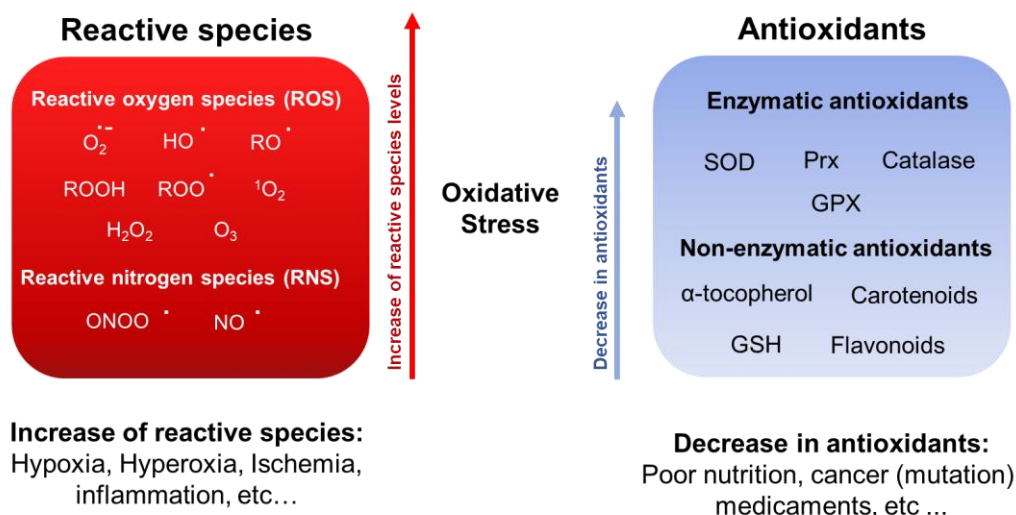 Reactive species
Reactive oxygen species (ROS)
O₂•− HO• RO•
ROOH ROO• ¹O₂
H₂O₂ O₃
Reactive nitrogen species (RNS)
ONOO• NO•
Increase of reactive species levels
Oxidative
Stress
Decrease in antioxidants
Antioxidants
Enzymatic antioxidants
SOD Prx Catalase
GPX
Non-enzymatic antioxidants
α-tocopherol Carotenoids
GSH Flavonoids
Increase of reactive species:
Hypoxia, Hyperoxia, Ischemia,
inflammation, etc…
Decrease in antioxidants:
Poor nutrition, cancer (mutation)
medicaments, etc ...